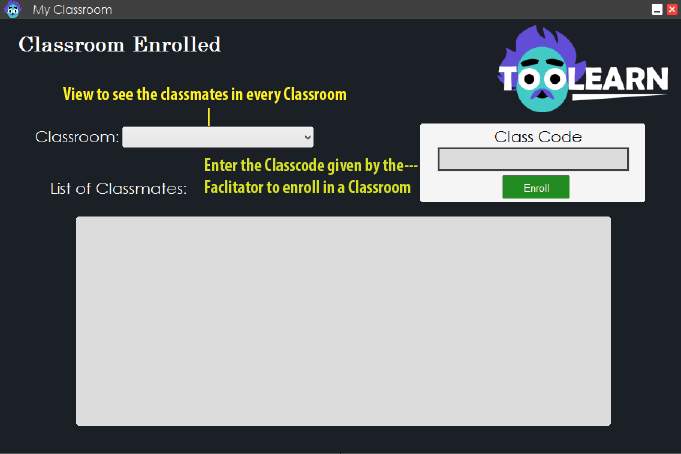 My Classroom
Classroom Enrolled
TOOLEARN
View to see the classmates in every Classroom
Classroom:
Class Code
Enter the Classcode given by the---
Faclitator to enroll in a Classroom
Enroll
List of Classmates: